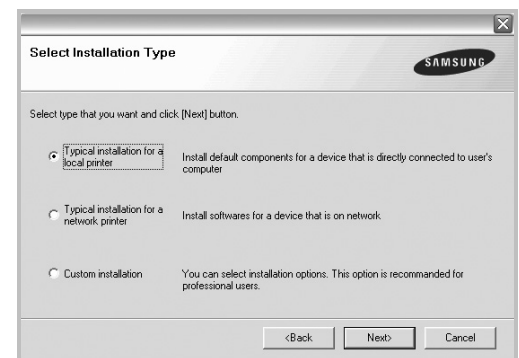 Select Installation Type
SAMSUNG
Select type that you want and click [Next] button.
Typical installation for a
local printer
Install default components for a device that is directly connected to user's
computer
Typical installation for a
network printer
Install softwares for a device that is on network.
Custom installation
You can select installation options. This option is recommanded for
professional users.
<Back
Next>
Cancel